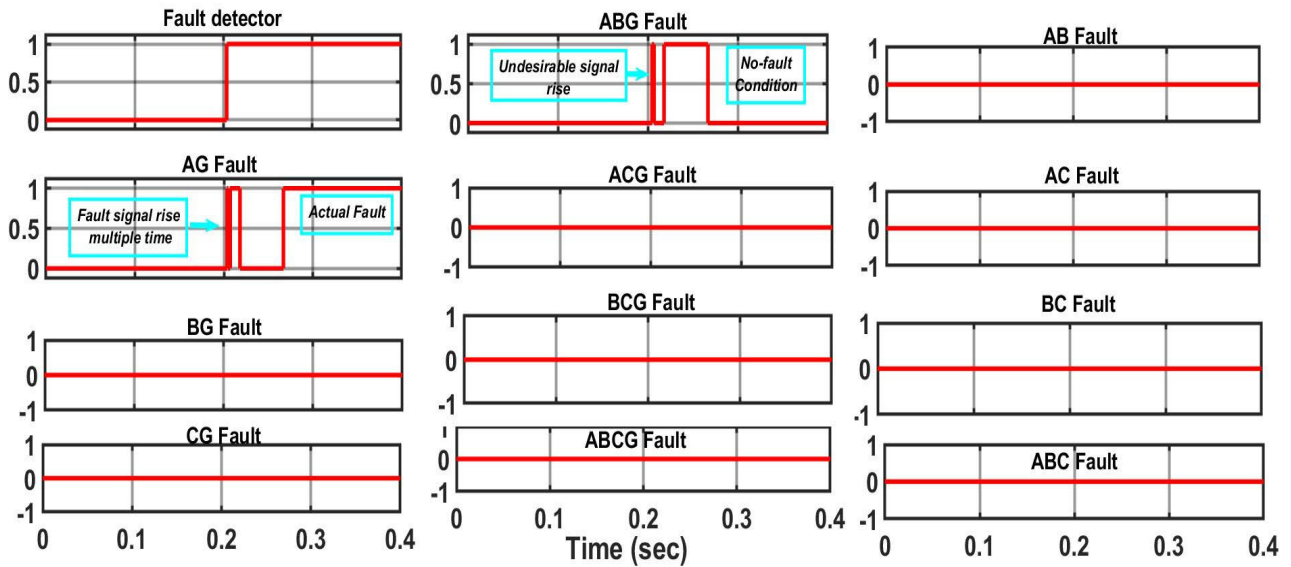 Fault detector
1
0.5
0
ABG Fault
1
0.5
0
Undesirable signal
rise
No-fault
Condition
AB Fault
1
0
-1
AG Fault
1
0.5
0
Fault signal rise
multiple time
Actual Fault
ACG Fault
1
0
-1
AC Fault
1
0
-1
BG Fault
1
0
-1
BCG Fault
1
0
-1
BC Fault
1
0
-1
CG Fault
1
0
-1
0 0.1 0.2 0.3 0.4
ABCG Fault
1
0
-1
0 0.1 0.2 0.3 0.4
Time (sec)
ABC Fault
1
0
-1
0 0.1 0.2 0.3 0.4